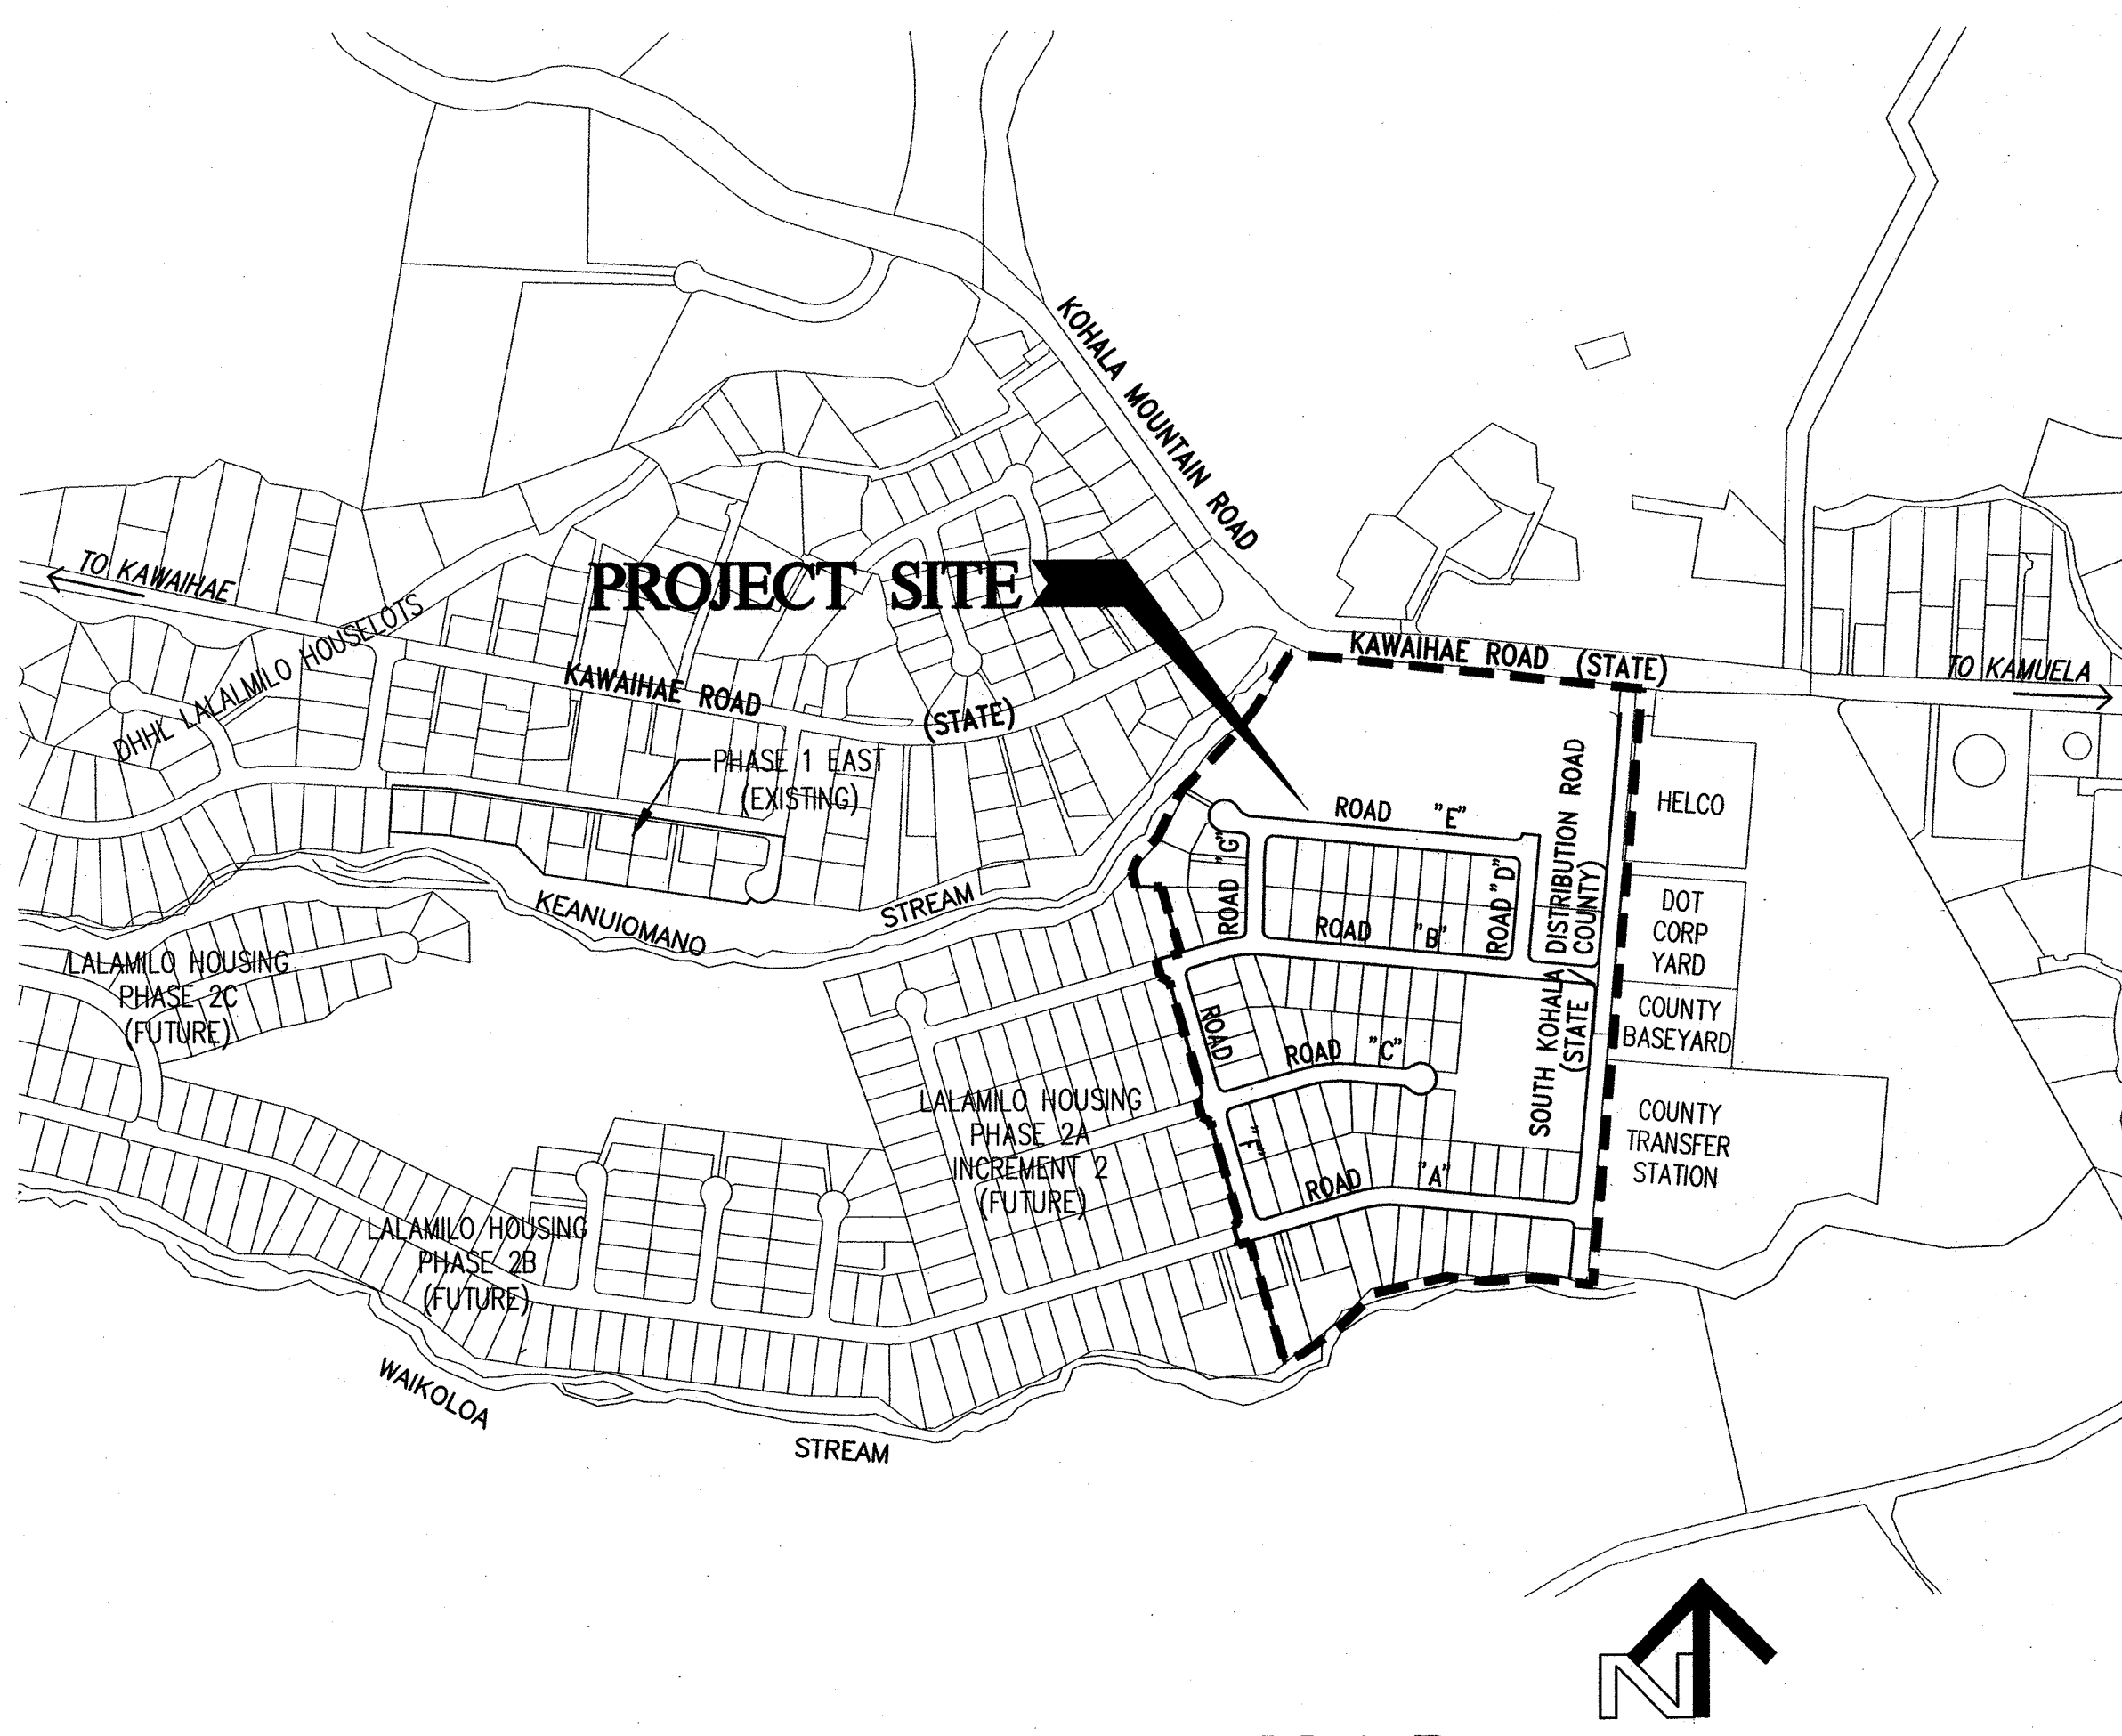 KOHALA MOUNTAIN ROAD
TO KAWAIHAE
DHHL LALALMILO HOUSELOTS
PROJECT SITE
KAWAIHAE ROAD
(STATE)
KAWAIHAE ROAD (STATE)
TO KAMUELA
PHASE 1 EAST
(EXISTING)
KEANUIOMANO
STREAM
ROAD "E"
ROAD "G"
ROAD "D"
ROAD "B"
ROAD "C"
ROAD "F"
ROAD "A"
SOUTH KOHALA DISTRIBUTION ROAD
(STATE / COUNTY)
HELCO
DOT
CORP
YARD
COUNTY
BASEYARD
COUNTY
TRANSFER
STATION
LALAMILO HOUSING
PHASE 2C
(FUTURE)
LALAMILO HOUSING
PHASE 2A
INCREMENT 2
(FUTURE)
LALAMILO HOUSING
PHASE 2B
(FUTURE)
WAIKOLOA
STREAM
N